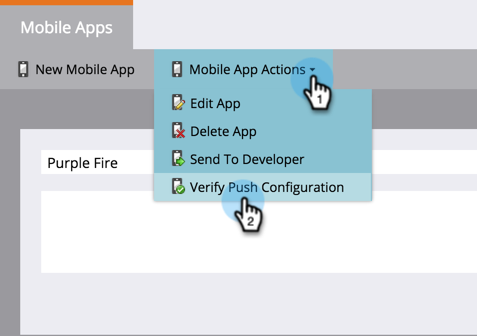 Mobile Apps
New Mobile App
Mobile App Actions
1
Edit App
Delete App
Send To Developer
Purple Fire
Verify Push Configuration
2